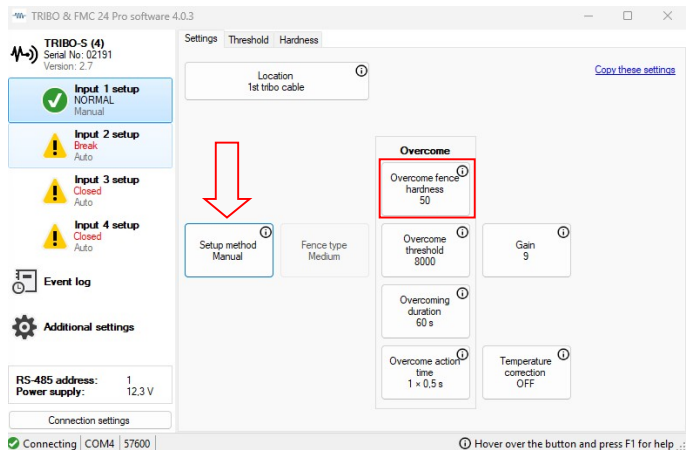 TRIBO & FMC 24 Pro software 4.0.3
TRIBO-S (4)
Serial No: 02191
Version: 2.7
Input 1 setup
NORMAL
Manual
Input 2 setup
Break
Auto
Input 3 setup
Closed
Auto
Input 4 setup
Closed
Auto
Event log
Additional settings
RS-485 address: 1
Power supply: 12,3 V
Connection settings
Settings Threshold Hardness
Location
1st tribo cable
Copy these settings
Overcome
Overcome fence
hardness
50
Setup method
Manual
Fence type
Medium
Overcome
threshold
8000
Gain
9
Overcoming
duration
60 s
Overcome action
time
1 × 0,5 s
Temperature
correction
OFF
Connecting COM4 57600
Hover over the button and press F1 for help